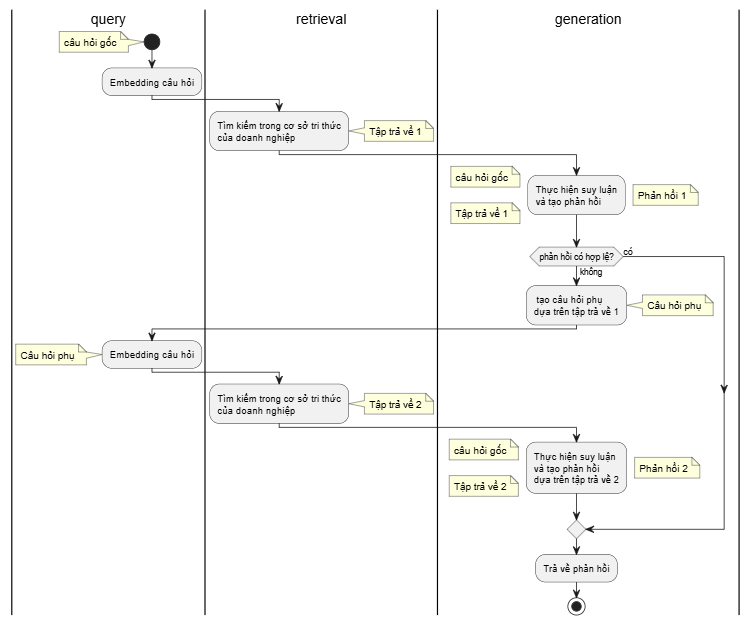 query
retrieval
generation
câu hỏi gốc
Embedding câu hỏi
Tìm kiếm trong cơ sở tri thức
của doanh nghiệp
Tập trả về 1
câu hỏi gốc
Tập trả về 1
Thực hiện suy luận
và tạo phản hồi
Phản hồi 1
phản hồi có hợp lệ?
có
không
tạo câu hỏi phụ
dựa trên tập trả về 1
Câu hỏi phụ
Câu hỏi phụ
Embedding câu hỏi
Tìm kiếm trong cơ sở tri thức
của doanh nghiệp
Tập trả về 2
câu hỏi gốc
Tập trả về 2
Thực hiện suy luận
và tạo phản hồi
dựa trên tập trả về 2
Phản hồi 2
Trả về phản hồi